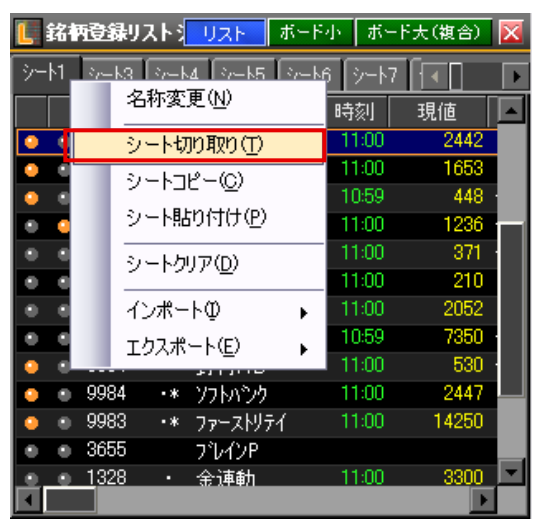 L 銘柄登録リスト リスト ボード小 ボード大(複合)
シート1 シート3 シート4 シート5 シート6 シート7
名称変更(N)
時刻 現値
シート切り取り(T) 11:00 2442
11:00 1653
シートコピー(C)
10:59 448
シート貼り付け(P) 11:00 1236
11:00 371
シートクリア(D)
11:00 210
インポート(I) 11:00 2052
エクスポート(E) 10:59 7350
11:00 530
9984 ・* ソフトバンク 11:00 2447
9983 ・* ファーストリテイ 11:00 14250
3655 ブレインP
1328 ・ 金連動 11:00 3300